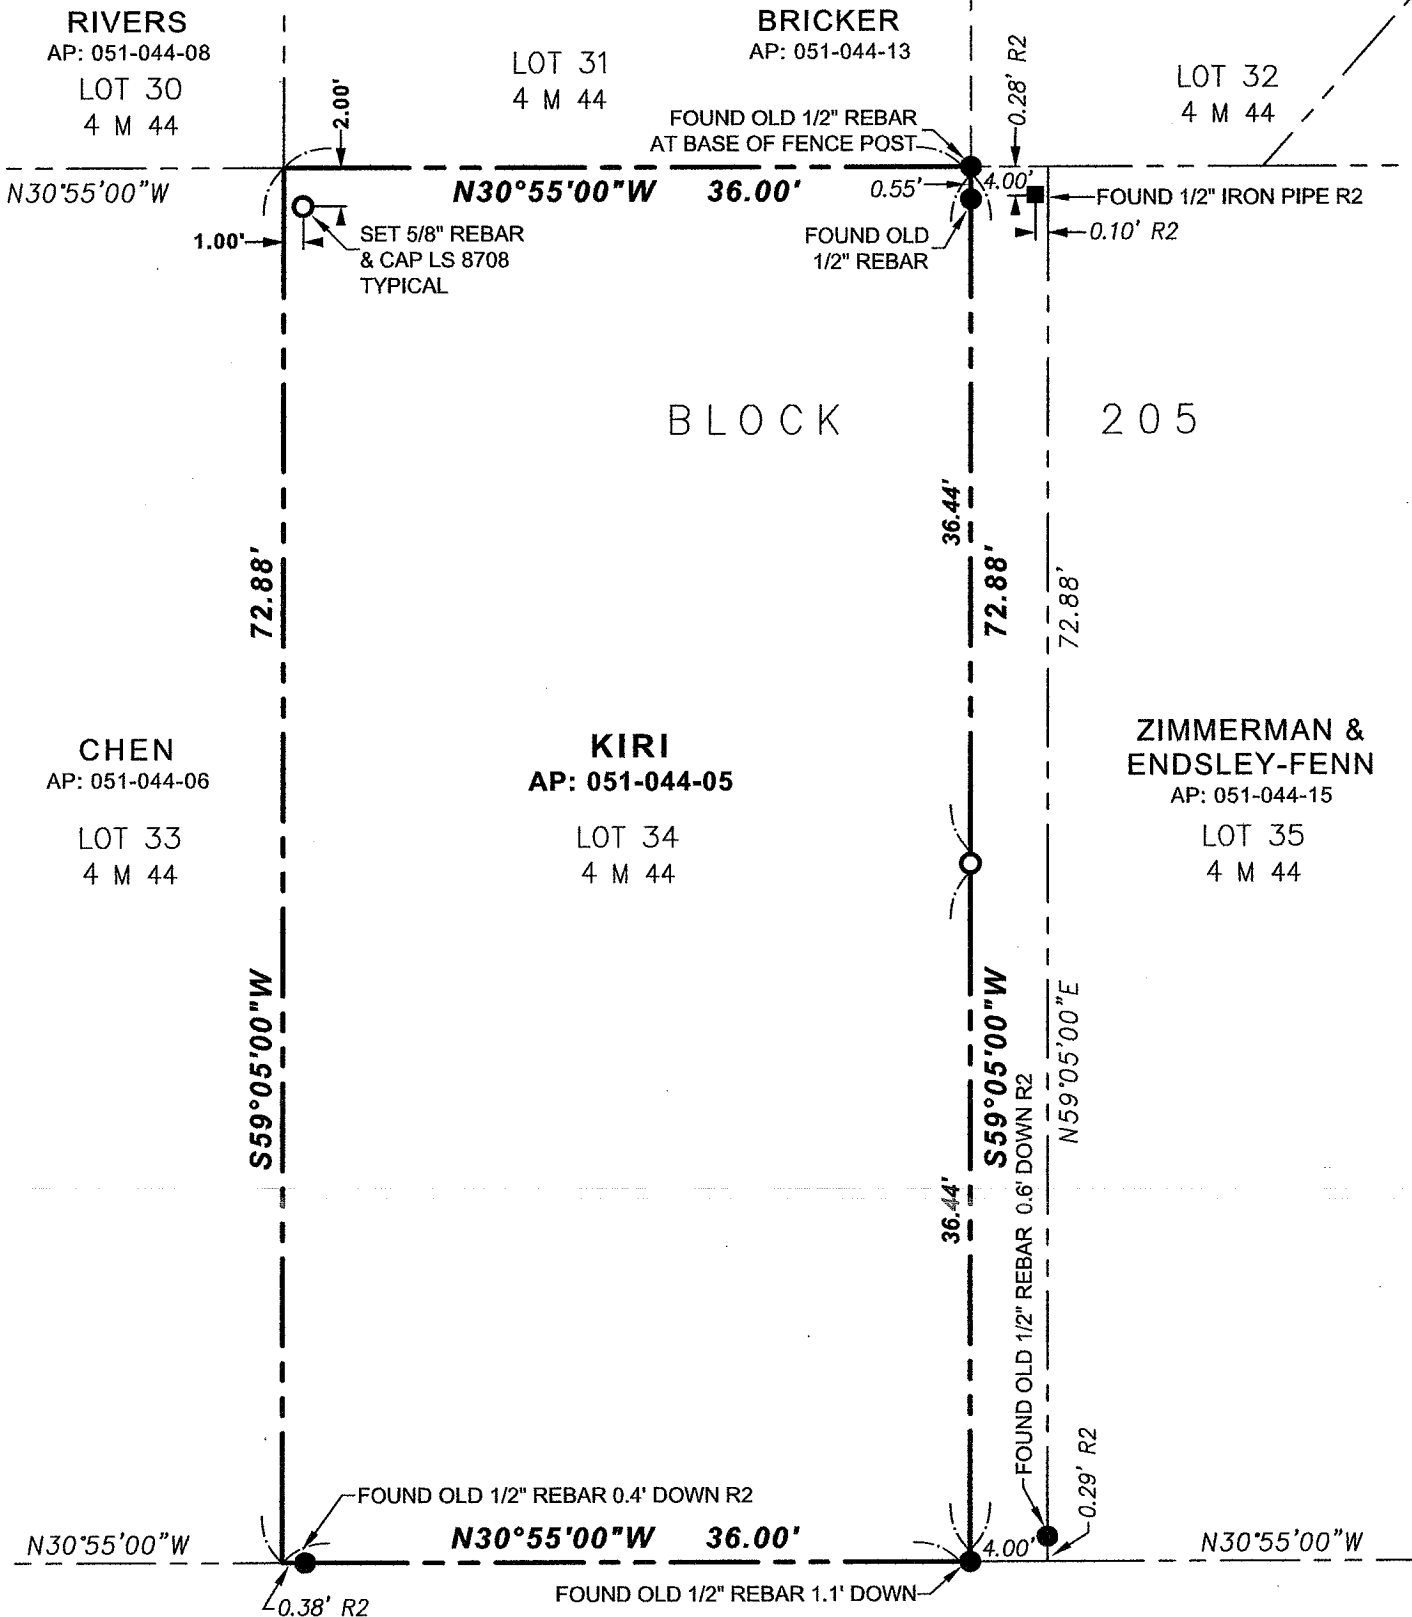 RIVERS
AP: 051-044-08
LOT 30
4 M 44
2.00'
LOT 31
4 M 44
BRICKER
AP: 051-044-13
0.28' R2
LOT 32
4 M 44
FOUND OLD 1/2" REBAR
AT BASE OF FENCE POST
N30°55'00"W
N30°55'00"W 36.00'
0.55'
4.00'
FOUND 1/2" IRON PIPE R2
1.00'
SET 5/8" REBAR
& CAP LS 8708
TYPICAL
FOUND OLD
1/2" REBAR
0.10' R2
BLOCK 205
36.44'
72.88'
72.88'
72.88'
CHEN
AP: 051-044-06
LOT 33
4 M 44
KIRI
AP: 051-044-05
LOT 34
4 M 44
ZIMMERMAN &
ENDSLEY-FENN
AP: 051-044-15
LOT 35
4 M 44
S59°05'00"W
S59°05'00"W
N59°05'00"E
36.44'
FOUND OLD 1/2" REBAR 0.6' DOWN R2
0.29' R2
FOUND OLD 1/2" REBAR 0.4' DOWN R2
N30°55'00"W
N30°55'00"W 36.00'
4.00'
N30°55'00"W
FOUND OLD 1/2" REBAR 1.1' DOWN
0.38' R2